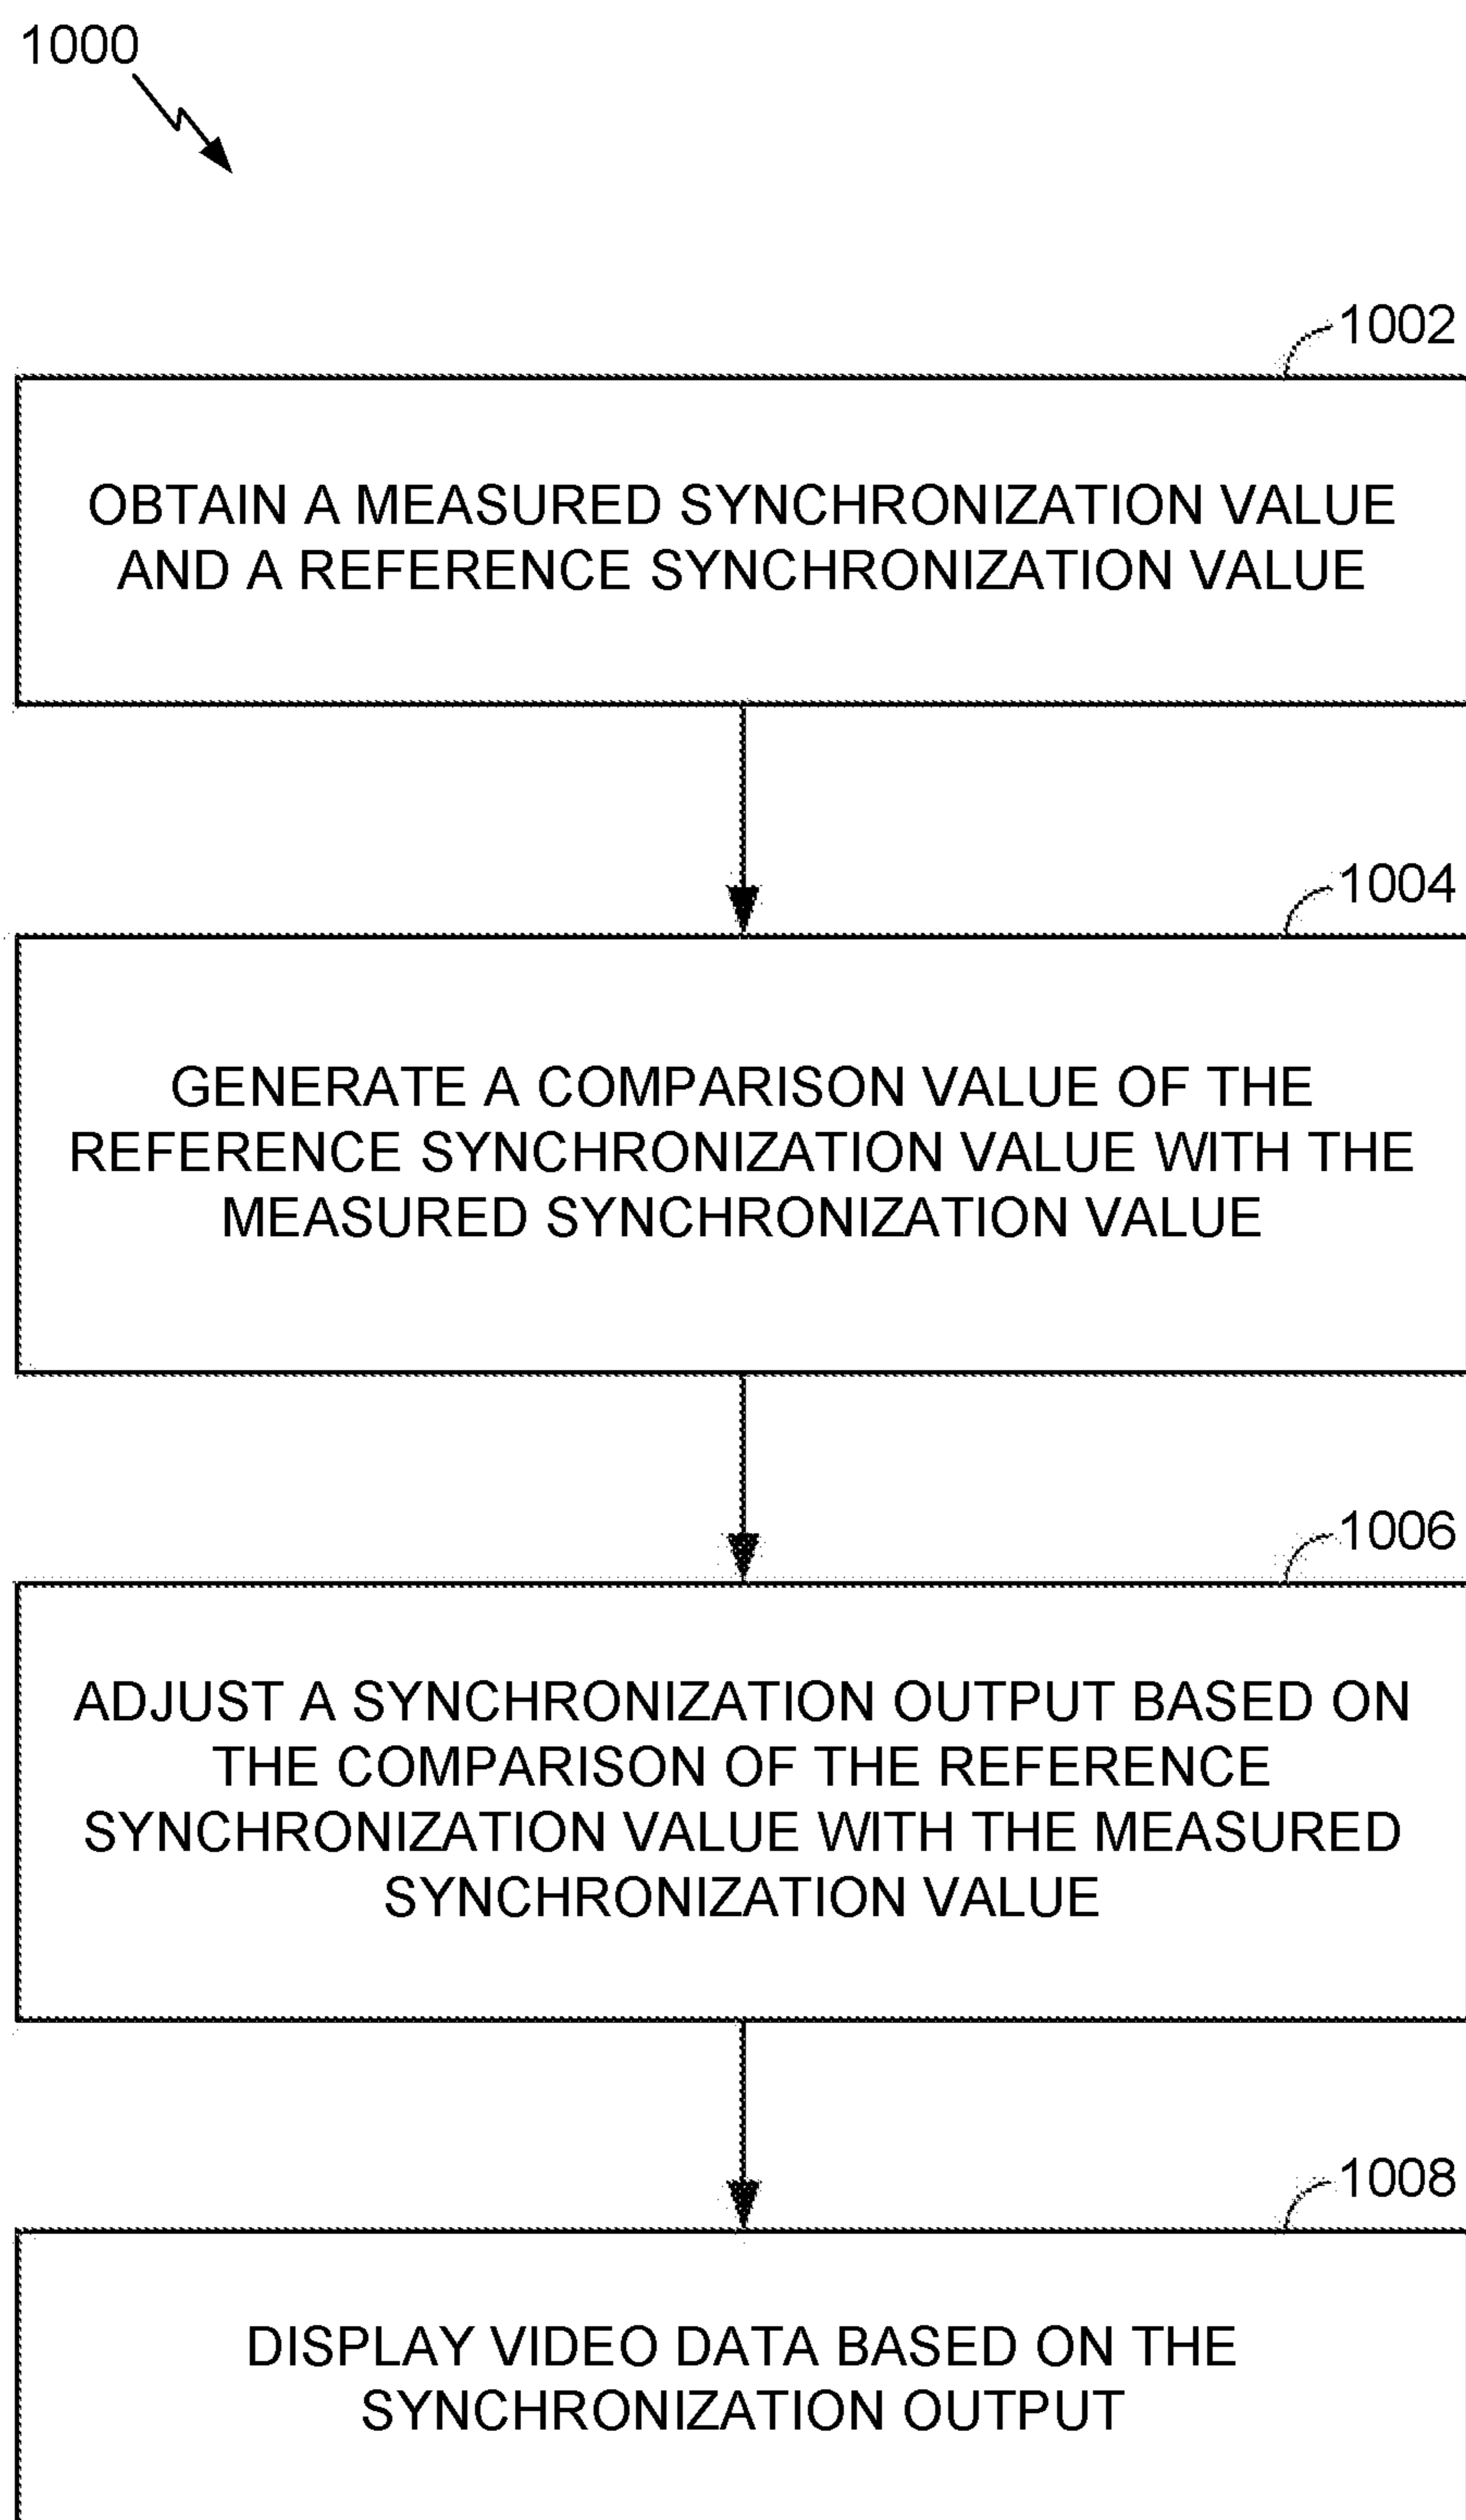 1000
1002
OBTAIN A MEASURED SYNCHRONIZATION VALUE
AND A REFERENCE SYNCHRONIZATION VALUE
1004
GENERATE A COMPARISON VALUE OF THE
REFERENCE SYNCHRONIZATION VALUE WITH THE
MEASURED SYNCHRONIZATION VALUE
1006
ADJUST A SYNCHRONIZATION OUTPUT BASED ON
THE COMPARISON OF THE REFERENCE
SYNCHRONIZATION VALUE WITH THE MEASURED
SYNCHRONIZATION VALUE
1008
DISPLAY VIDEO DATA BASED ON THE
SYNCHRONIZATION OUTPUT